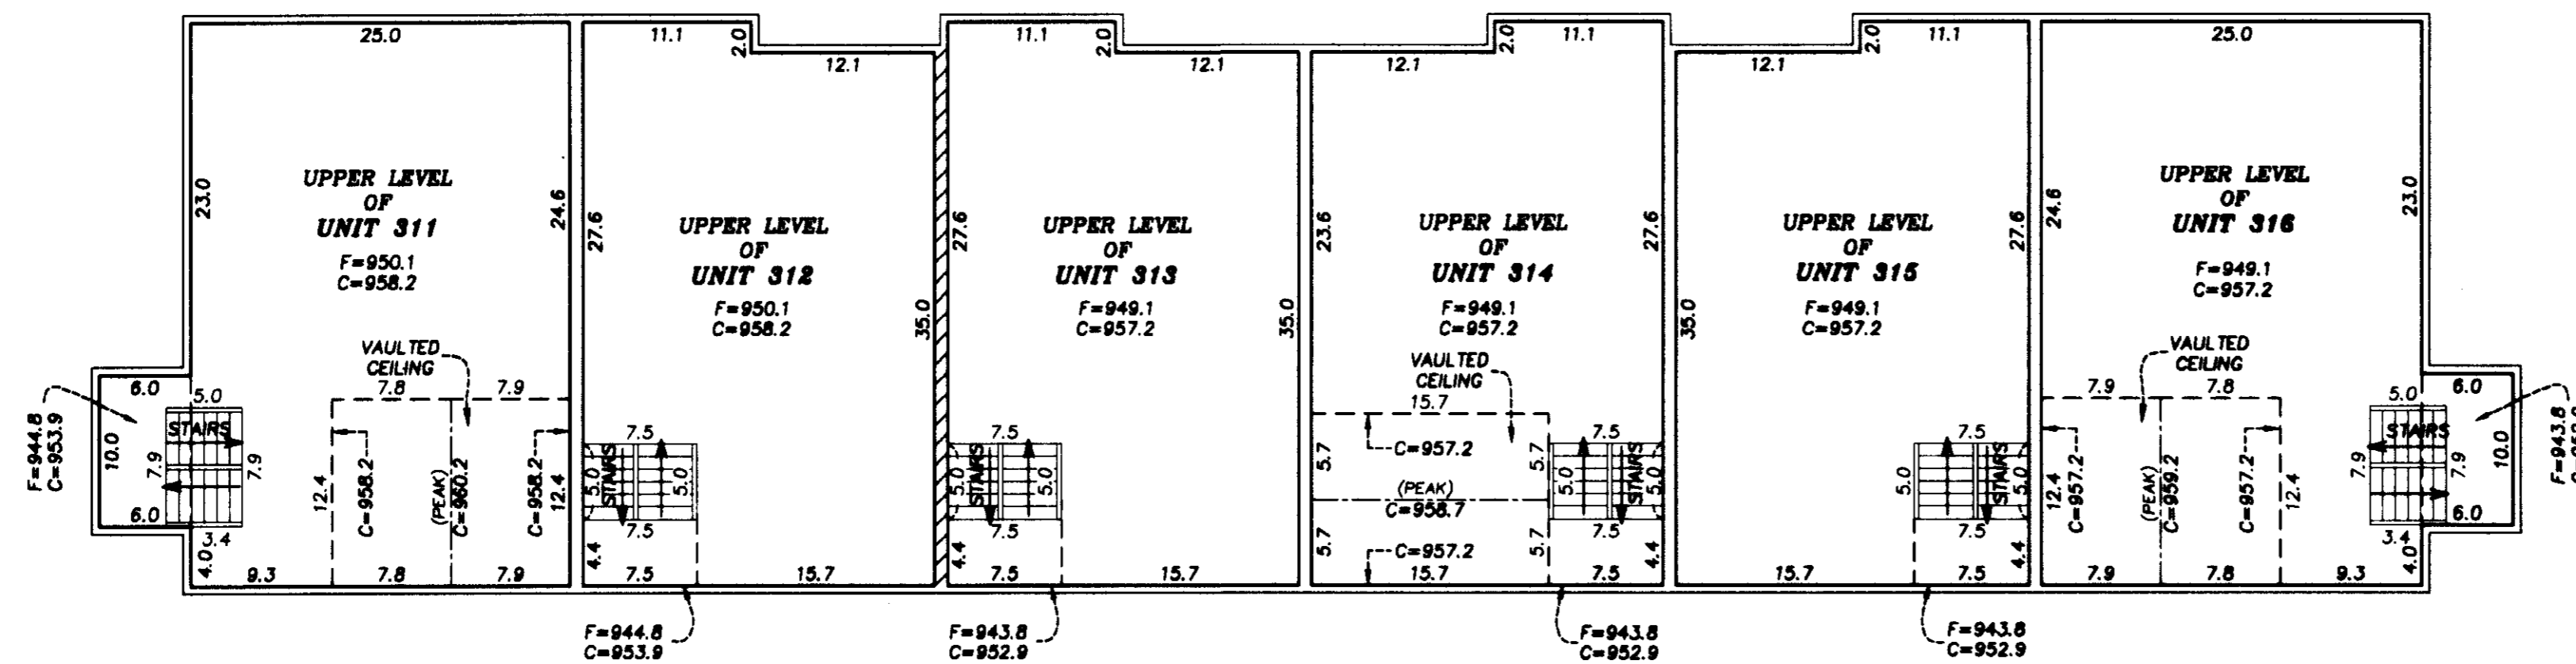 25.0
23.0
24.6
UPPER LEVEL
OF
UNIT 311
F=950.1
C=958.2
VAULTED
CEILING
F=944.8
C=953.9
6.0
10.0
6.0
5.0
STAIRS
7.9
7.9
3.4
4.0
9.3
7.8
7.9
12.4
C=958.2
(PEAK)
C=960.2
C=958.2
12.4
7.8
7.9
11.1
2.0
12.1
27.6
UPPER LEVEL
OF
UNIT 312
F=950.1
C=958.2
35.0
7.5
5.0
STAIRS
5.0
7.5
4.4
7.5
15.7
F=944.8
C=953.9
11.1
2.0
12.1
27.6
UPPER LEVEL
OF
UNIT 313
F=949.1
C=957.2
35.0
7.5
5.0
STAIRS
5.0
7.5
4.4
7.5
15.7
F=943.8
C=952.9
12.1
2.0
11.1
23.6
UPPER LEVEL
OF
UNIT 314
F=949.1
C=957.2
27.6
VAULTED
CEILING
15.7
C=957.2
5.7
5.7
(PEAK)
C=958.7
5.7
5.7
C=957.2
15.7
7.5
5.0
STAIRS
5.0
7.5
4.4
7.5
F=943.8
C=952.9
12.1
2.0
11.1
35.0
UPPER LEVEL
OF
UNIT 315
F=949.1
C=957.2
27.6
7.5
5.0
STAIRS
5.0
7.5
4.4
15.7
7.5
F=943.8
C=952.9
25.0
24.6
UPPER LEVEL
OF
UNIT 316
F=949.1
C=957.2
23.0
VAULTED
CEILING
7.9
7.8
12.4
C=957.2
(PEAK)
C=959.2
C=957.2
12.4
7.9
7.8
9.3
5.0
STAIRS
7.9
7.9
3.4
4.0
6.0
10.0
6.0
F=943.8